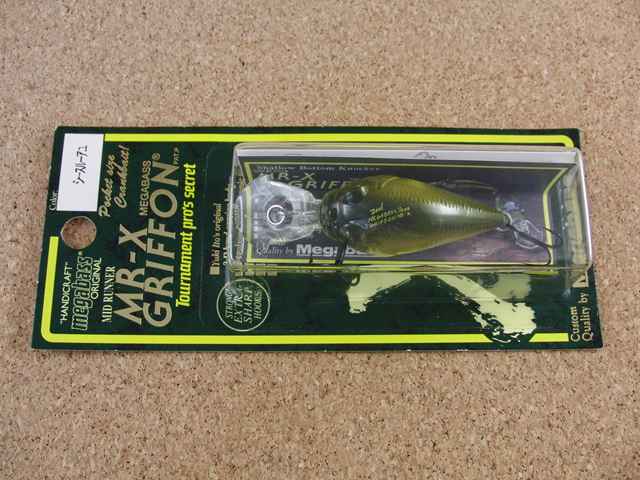 Color
シースルーアユ
Pocket size
Crankbait!
"HANDICRAFT"
megabass®
ORIGINAL
MID RUNNER
MR-X
MEGABASS
GRIFFON®
PAT.P
Tournament pro's secret
Yuki Ito's original
EXTRA
SHARP
HOOKS
Shallow Bottom Knocker
MR-X
GRIFFON
Quality by MegaBa
Custom
Quality by